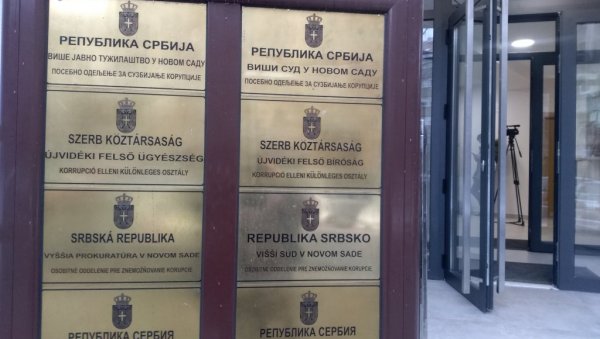 РЕПУБЛИКА СРБИЈА
ВИШЕ ЈАВНО ТУЖИЛАШТВО У НОВОМ САДУ
ПОСЕБНО ОДЕЉЕЊЕ ЗА СУЗБИЈАЊЕ КОРУПЦИЈЕ
SZERB KÖZTÁRSASÁG
ÚJVIDÉKI FELSŐ ÜGYÉSZSÉG
KORRUPCIÓ ELLENI KÜLÖNLEGES OSZTÁLY
SRBSKÁ REPUBLIKA
VYŠŠIA PROKURATÚRA V NOVOM SADE
OSOBITNÉ ODDELENIE PRE ZNEMOŽŇOVANIE KORUPCIE
РЕПУБЛИКА СЕРБИЯ
РЕПУБЛИКА СРБИЈА
ВИШИ СУД У НОВОМ САДУ
ПОСЕБНО ОДЕЉЕЊЕ ЗА СУЗБИЈАЊЕ КОРУПЦИЈЕ
SZERB KÖZTÁRSASÁG
ÚJVIDÉKI FELSŐ BÍRÓSÁG
KORRUPCIÓ ELLENI KÜLÖNLEGES OSZTÁLY
REPUBLIKA SRBSKO
VIŠŠÍ SÚD V NOVOM SADE
OSOBITNÉ ODDELENIE PRE ZNEMOŽŇOVANIE KORUPCIE
РЕПУБЛИКА СЕРБИЯ